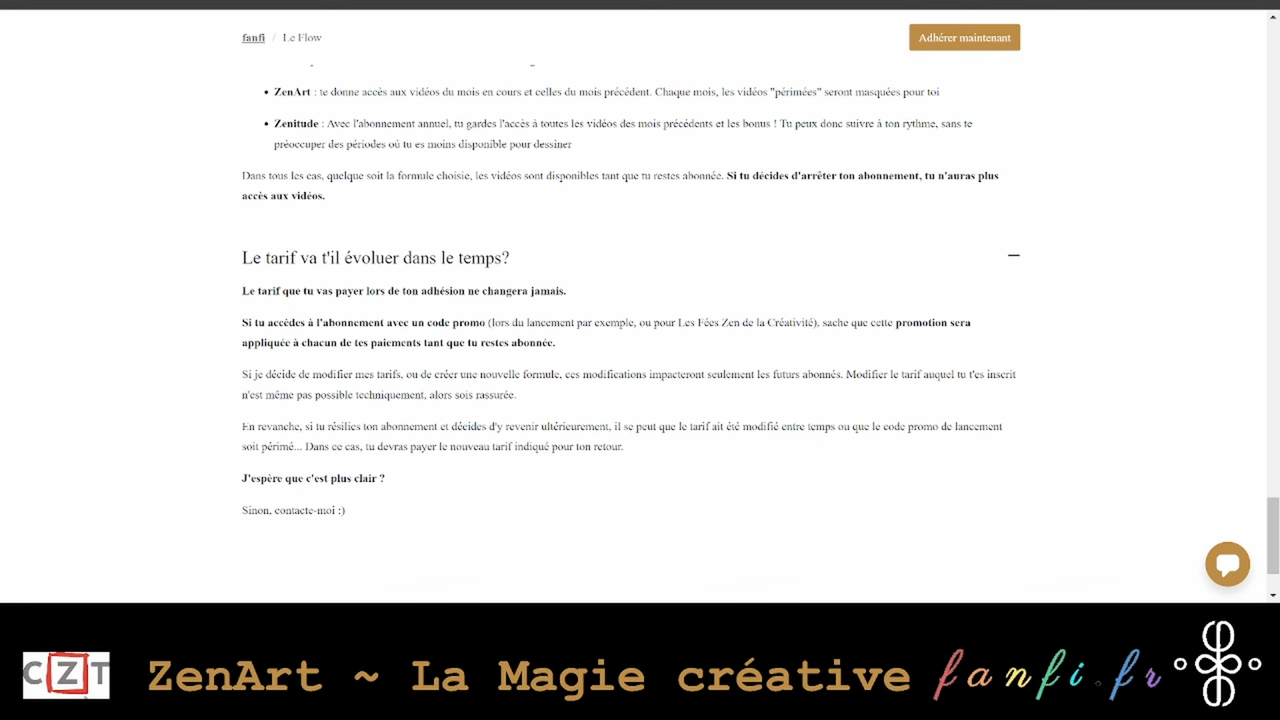 fanfi / Le Flow
Adhérer maintenant
• ZenArt : te donne accès aux vidéos du mois en cours et celles du mois précédent. Chaque mois, les vidéos "périmées" seront masquées pour toi
• Zenitude : Avec l'abonnement annuel, tu gardes l'accès à toutes les vidéos des mois précédents et les bonus ! Tu peux donc suivre à ton rythme, sans te
préoccuper des périodes où tu es moins disponible pour dessiner
Dans tous les cas, quelque soit la formule choisie, les vidéos sont disponibles tant que tu restes abonnée. Si tu décides d'arrêter ton abonnement, tu n'auras plus
accès aux vidéos.
Le tarif va t'il évoluer dans le temps?
Le tarif que tu vas payer lors de ton adhésion ne changera jamais.
Si tu accèdes à l'abonnement avec un code promo (lors du lancement par exemple, ou pour Les Fées Zen de la Créativité), sache que cette promotion sera
appliquée à chacun de tes paiements tant que tu restes abonnée.
Si je décide de modifier mes tarifs, ou de créer une nouvelle formule, ces modifications impacteront seulement les futurs abonnés. Modifier le tarif auquel tu t'es inscrit
n'est même pas possible techniquement, alors sois rassurée.
En revanche, si tu résilies ton abonnement et décides d'y revenir ultérieurement, il se peut que le tarif ait été modifié entre temps ou que le code promo de lancement
soit périmé... Dans ce cas, tu devras payer le nouveau tarif indiqué pour ton retour.
J'espère que c'est plus clair ?
Sinon, contacte-moi :)
CZT
ZenArt ~ La Magie créative
fanfi.fr